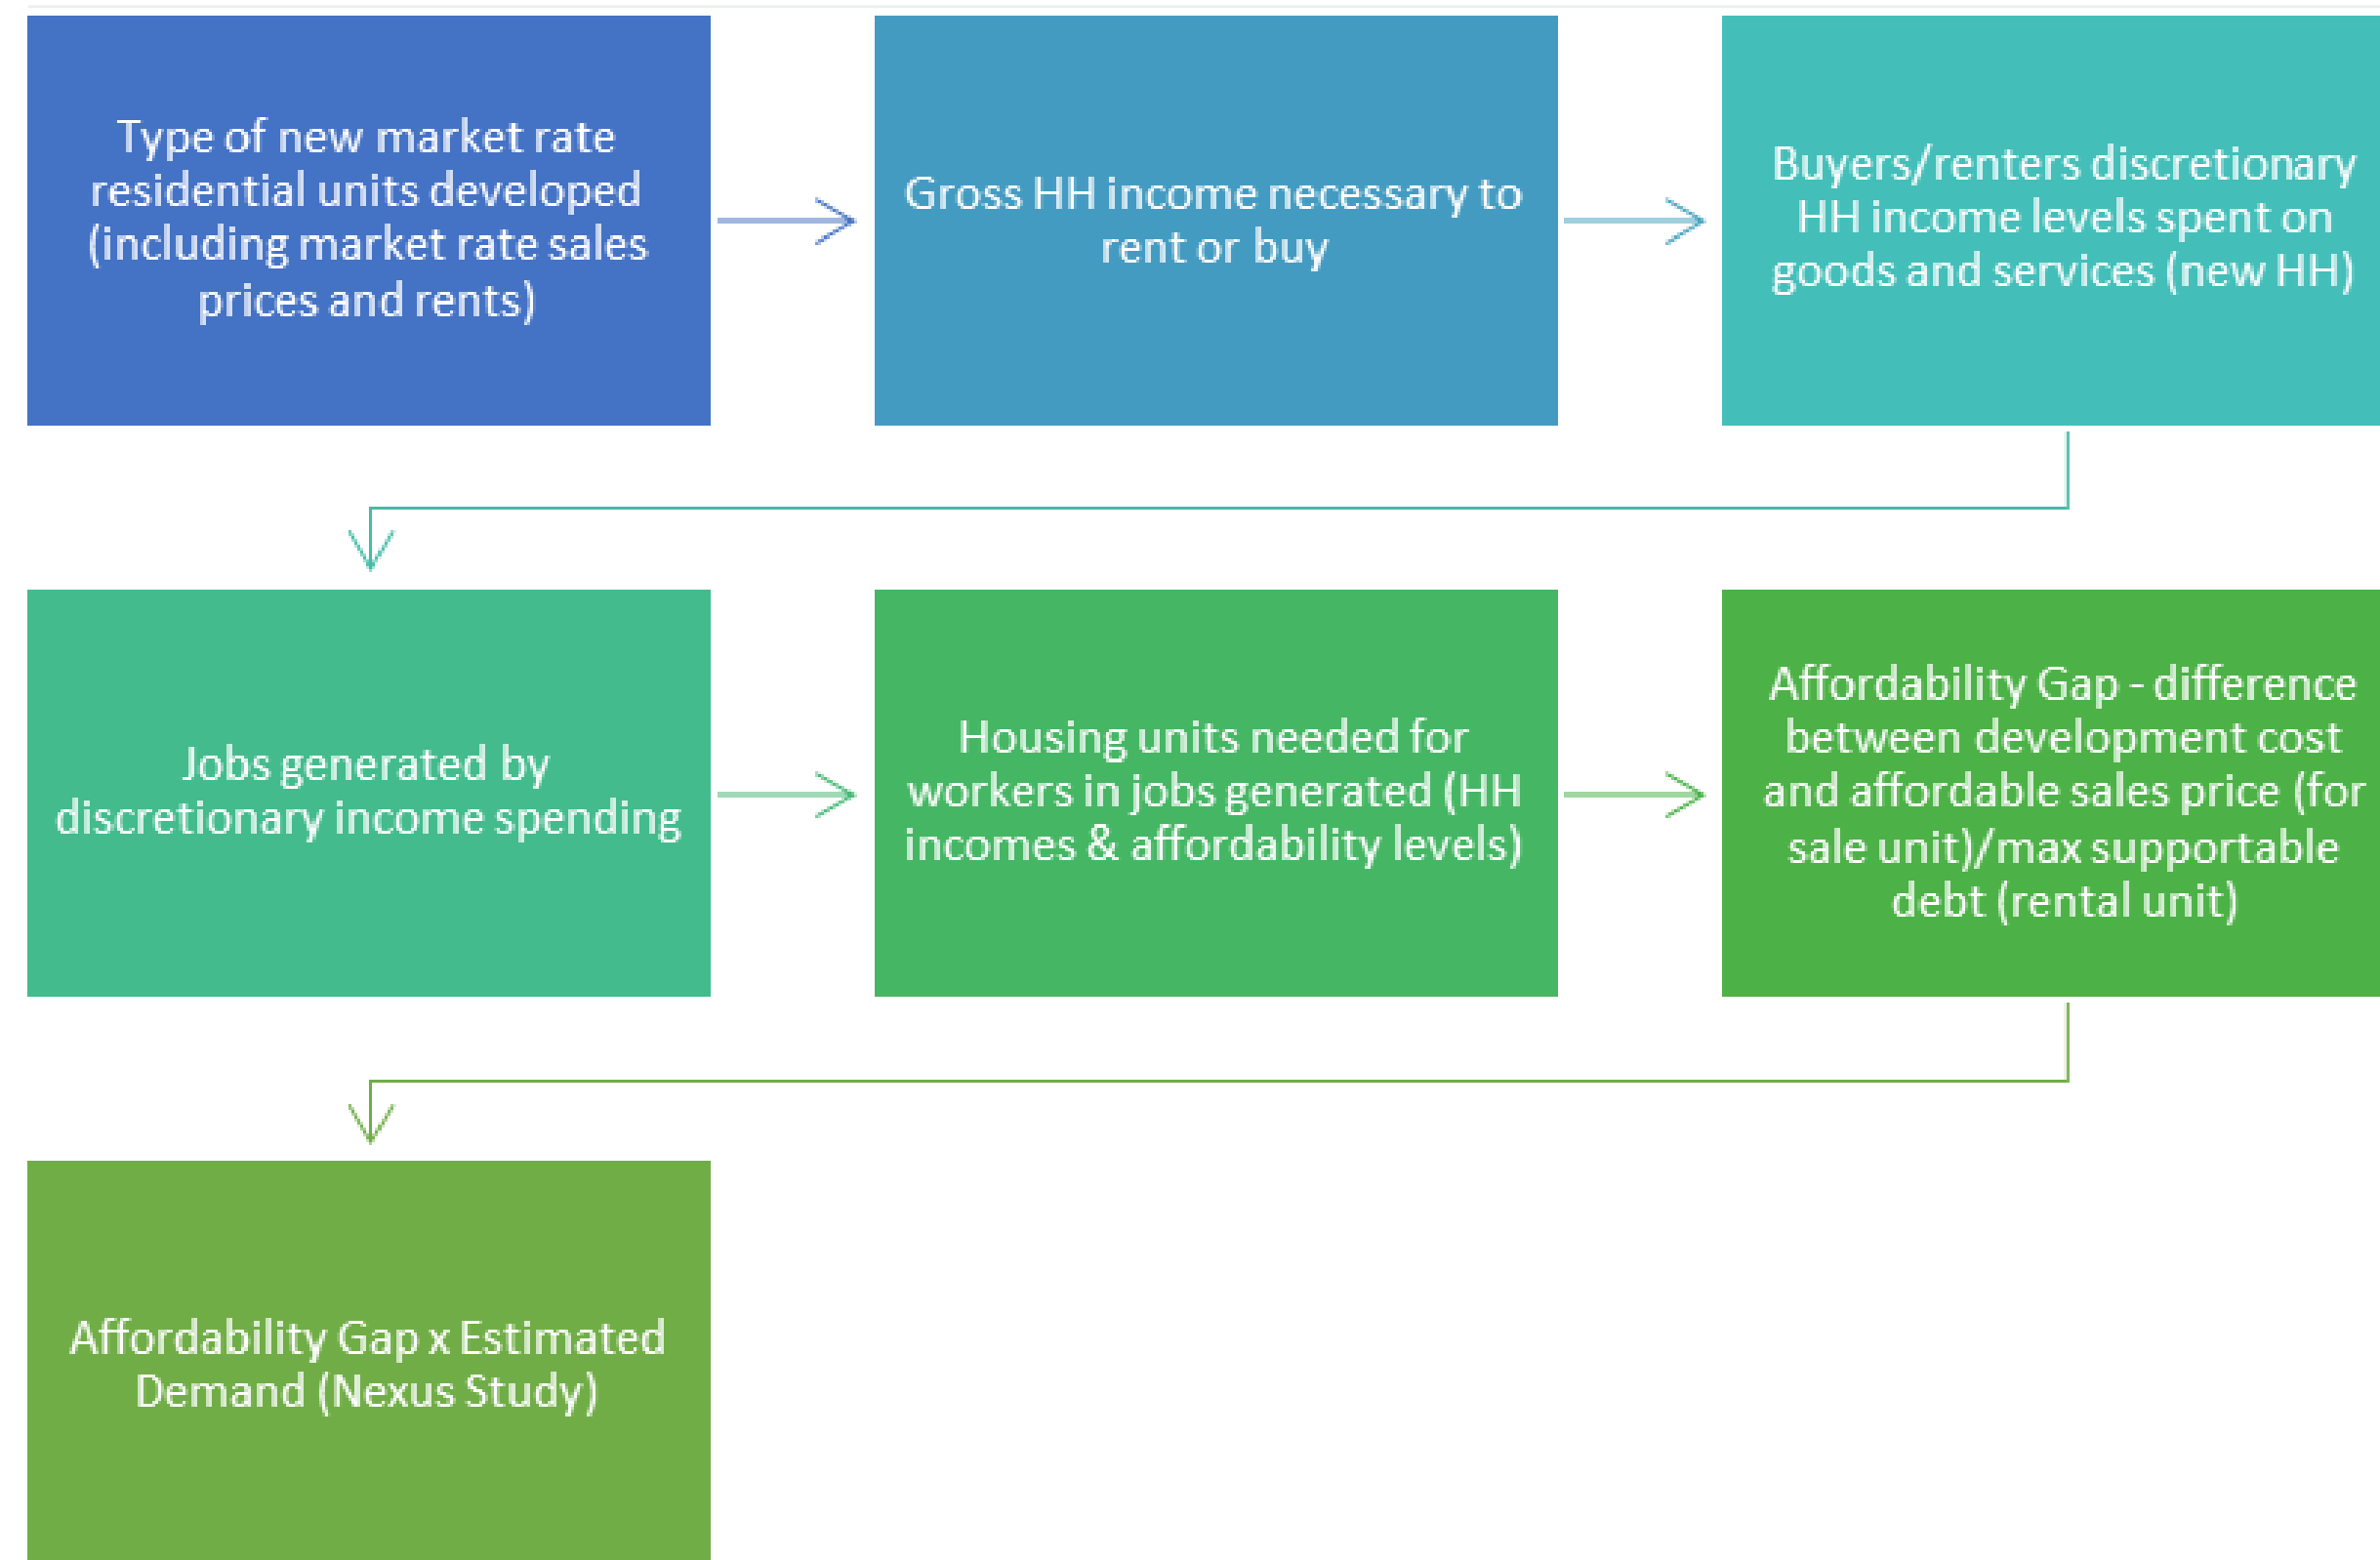 Type of new market rate
residential units developed
(including market rate sales
prices and rents)
Gross HH income necessary to
rent or buy
Buyers/renters discretionary
HH income levels spent on
goods and services (new HH)
Jobs generated by
discretionary income spending
Housing units needed for
workers in jobs generated (HH
incomes & affordability levels)
Affordability Gap - difference
between development cost
and affordable sales price (for
sale unit)/max supportable
debt (rental unit)
Affordability Gap x Estimated
Demand (Nexus Study)